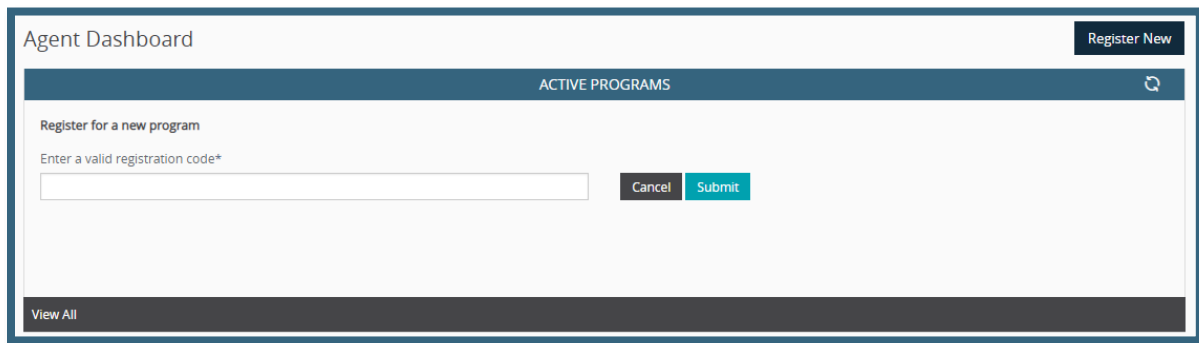 Agent Dashboard
Register New
ACTIVE PROGRAMS
Register for a new program
Enter a valid registration code*
Cancel Submit
View All